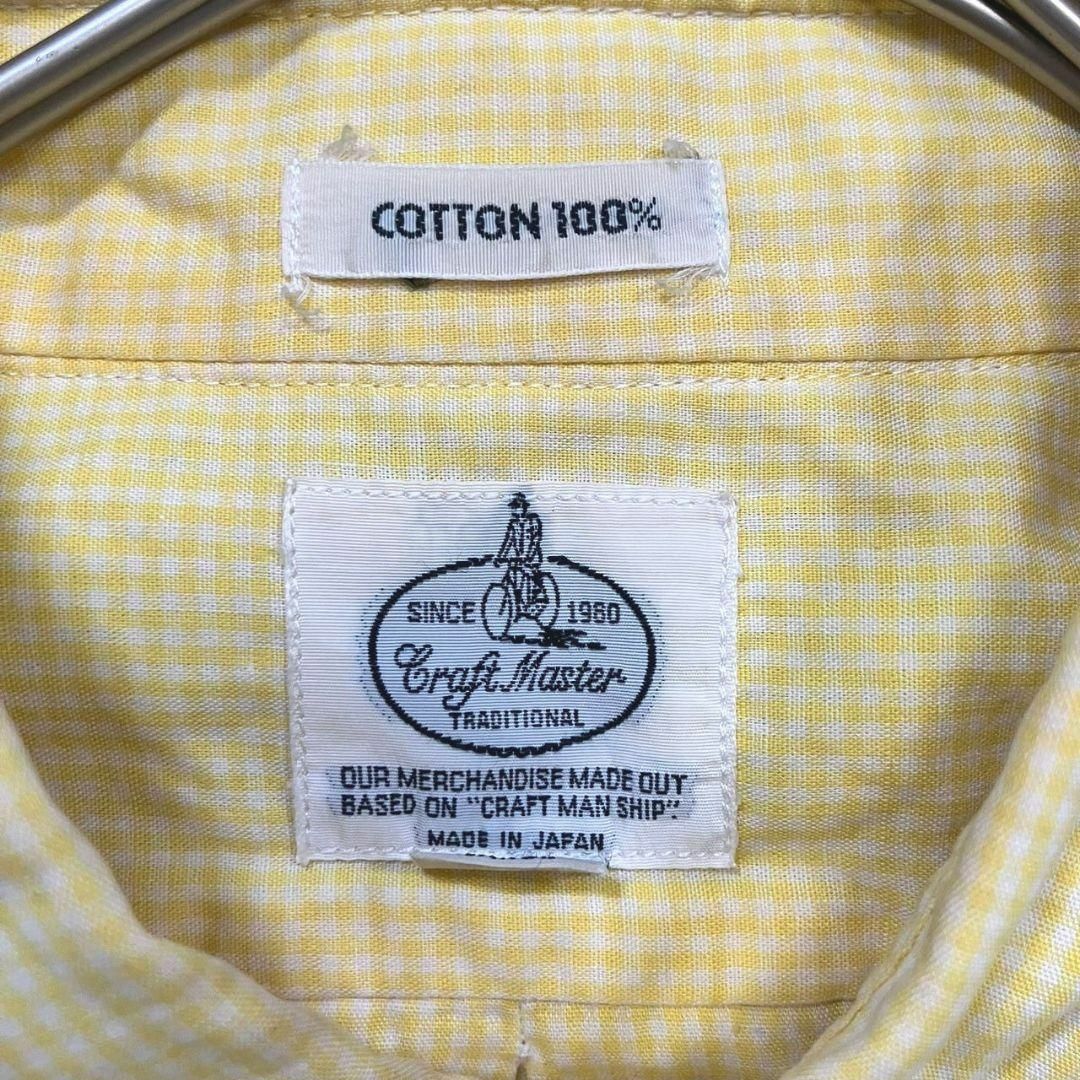 COTTON 100%
SINCE 1980
Craft Master
TRADITIONAL
OUR MERCHANDISE MADE OUT
BASED ON "CRAFT MAN SHIP".
MADE IN JAPAN